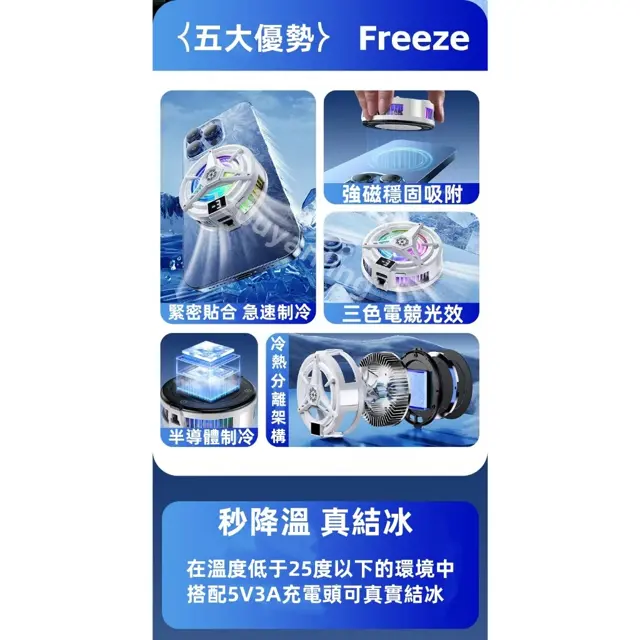 〈五大優勢〉 Freeze
緊密貼合 急速制冷
強磁穩固吸附
三色電競光效
半導體制冷
冷熱分離架構
秒降溫 真結冰
在溫度低于25度以下的環境中
搭配5V3A充電頭可真實結冰